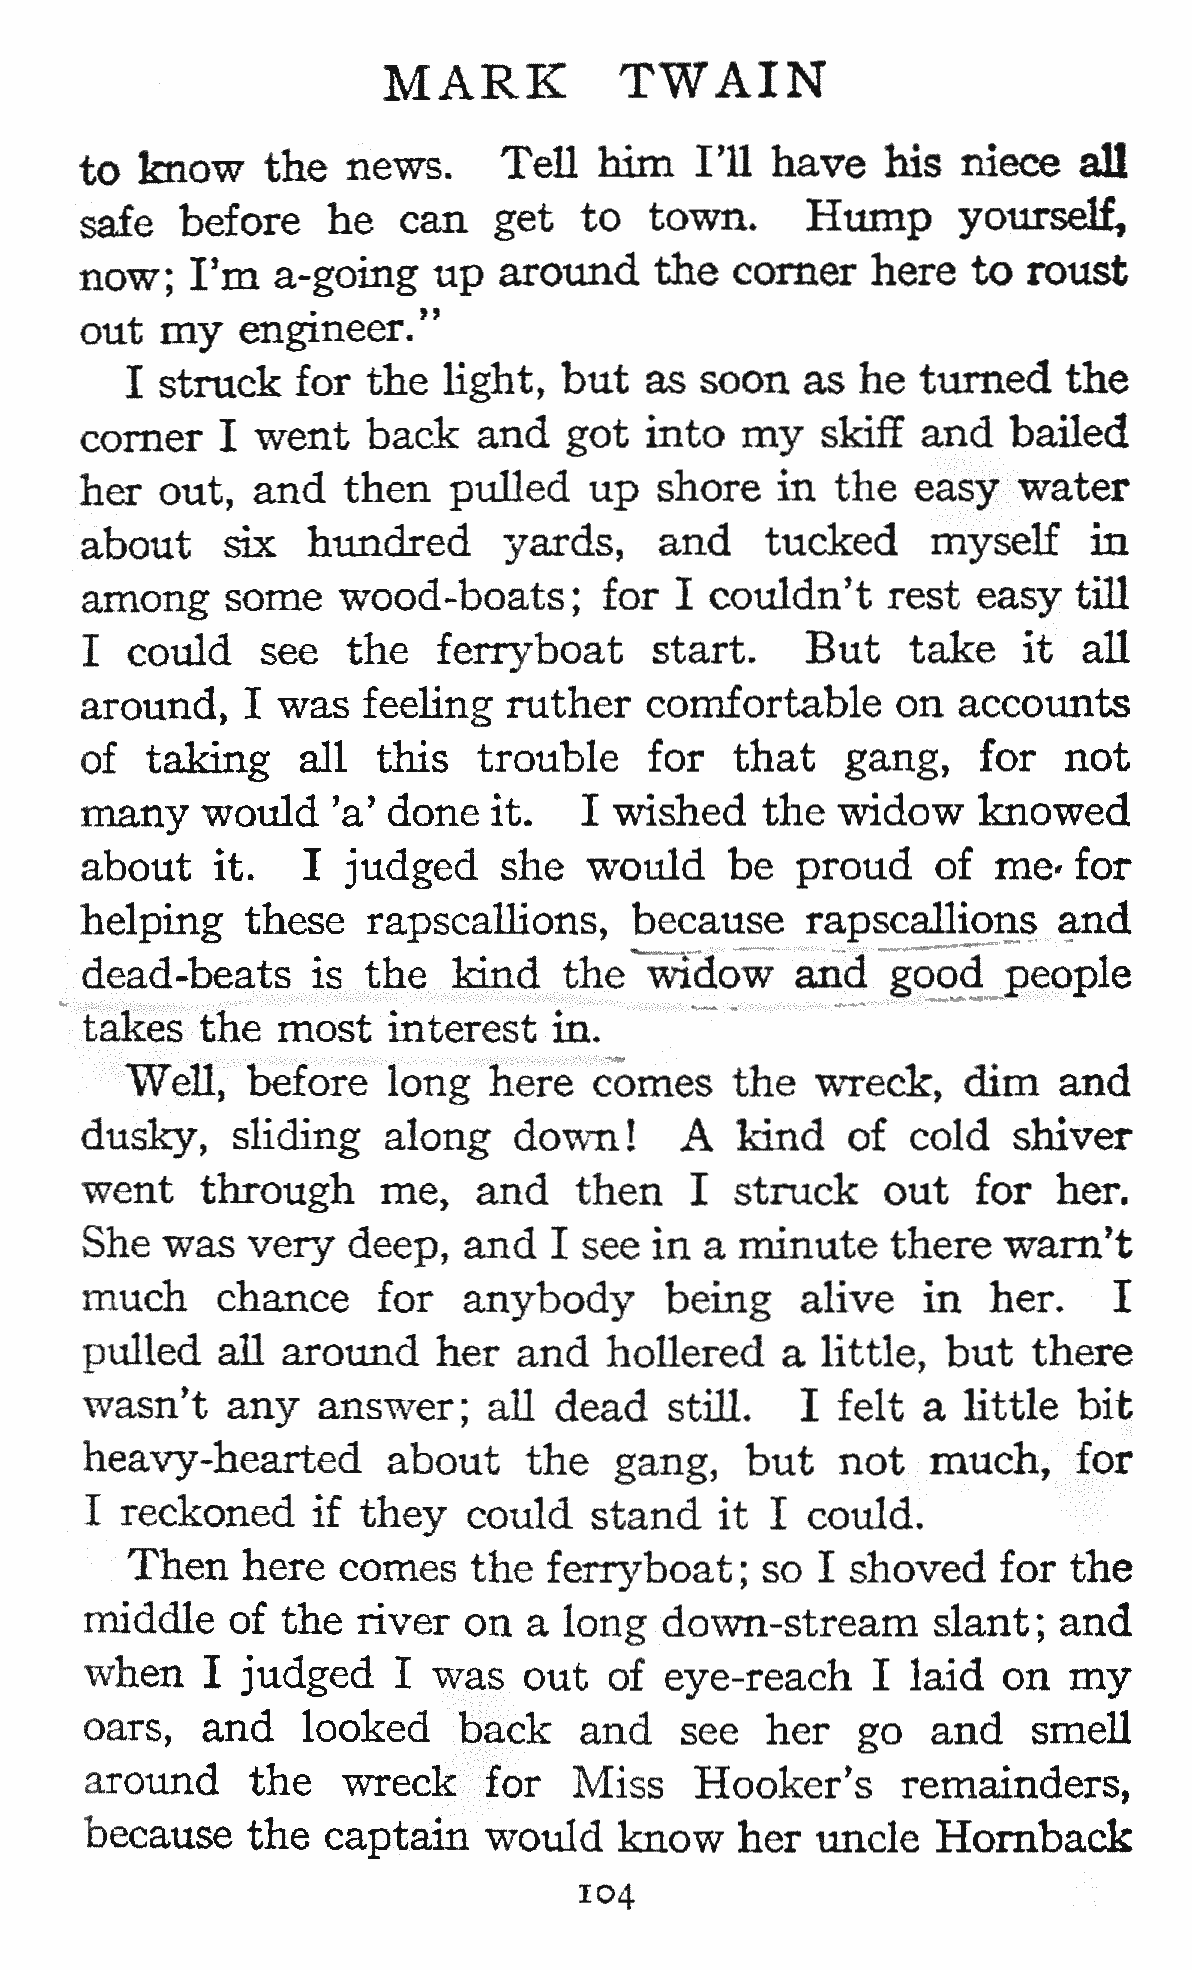 MARK TWAIN
to know the news. Tell him I'll have his niece all
safe before he can get to town. Hump yourself,
now; I'm a-going up around the corner here to roust
out my engineer."
I struck for the light, but as soon as he turned the
corner I went back and got into my skiff and bailed
her out, and then pulled up shore in the easy water
about six hundred yards, and tucked myself in
among some wood-boats; for I couldn't rest easy till
I could see the ferryboat start. But take it all
around, I was feeling ruther comfortable on accounts
of taking all this trouble for that gang, for not
many would 'a' done it. I wished the widow knowed
about it. I judged she would be proud of me for
helping these rapscallions, because rapscallions and
dead-beats is the kind the widow and good people
takes the most interest in.
Well, before long here comes the wreck, dim and
dusky, sliding along down! A kind of cold shiver
went through me, and then I struck out for her.
She was very deep, and I see in a minute there warn't
much chance for anybody being alive in her. I
pulled all around her and hollered a little, but there
wasn't any answer; all dead still. I felt a little bit
heavy-hearted about the gang, but not much, for
I reckoned if they could stand it I could.
Then here comes the ferryboat; so I shoved for the
middle of the river on a long down-stream slant; and
when I judged I was out of eye-reach I laid on my
oars, and looked back and see her go and smell
around the wreck for Miss Hooker's remainders,
because the captain would know her uncle Hornback
104